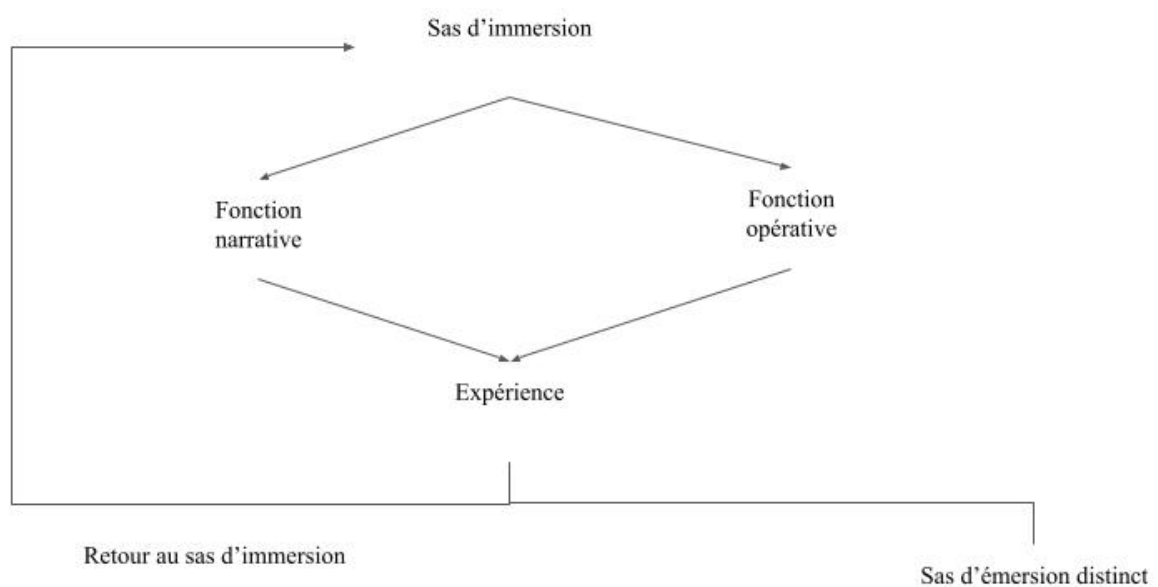 Sas d’immersion
Fonction
narrative
Fonction
opérative
Expérience
Retour au sas d’immersion
Sas d’émersion distinct